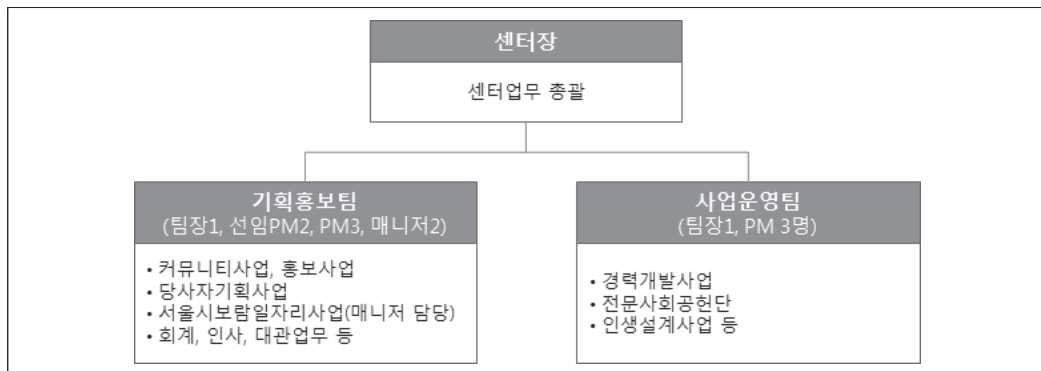 센터장
센터업무 총괄
기획홍보팀
(팀장1, 선임PM2, PM3, 매니저2)
• 커뮤니티사업, 홍보사업
• 당사자기획사업
• 서울시보람일자리사업(매니저 담당)
• 회계, 인사, 대관업무 등
사업운영팀
(팀장1, PM 3명)
• 경력개발사업
• 전문사회공헌단
• 인생설계사업 등